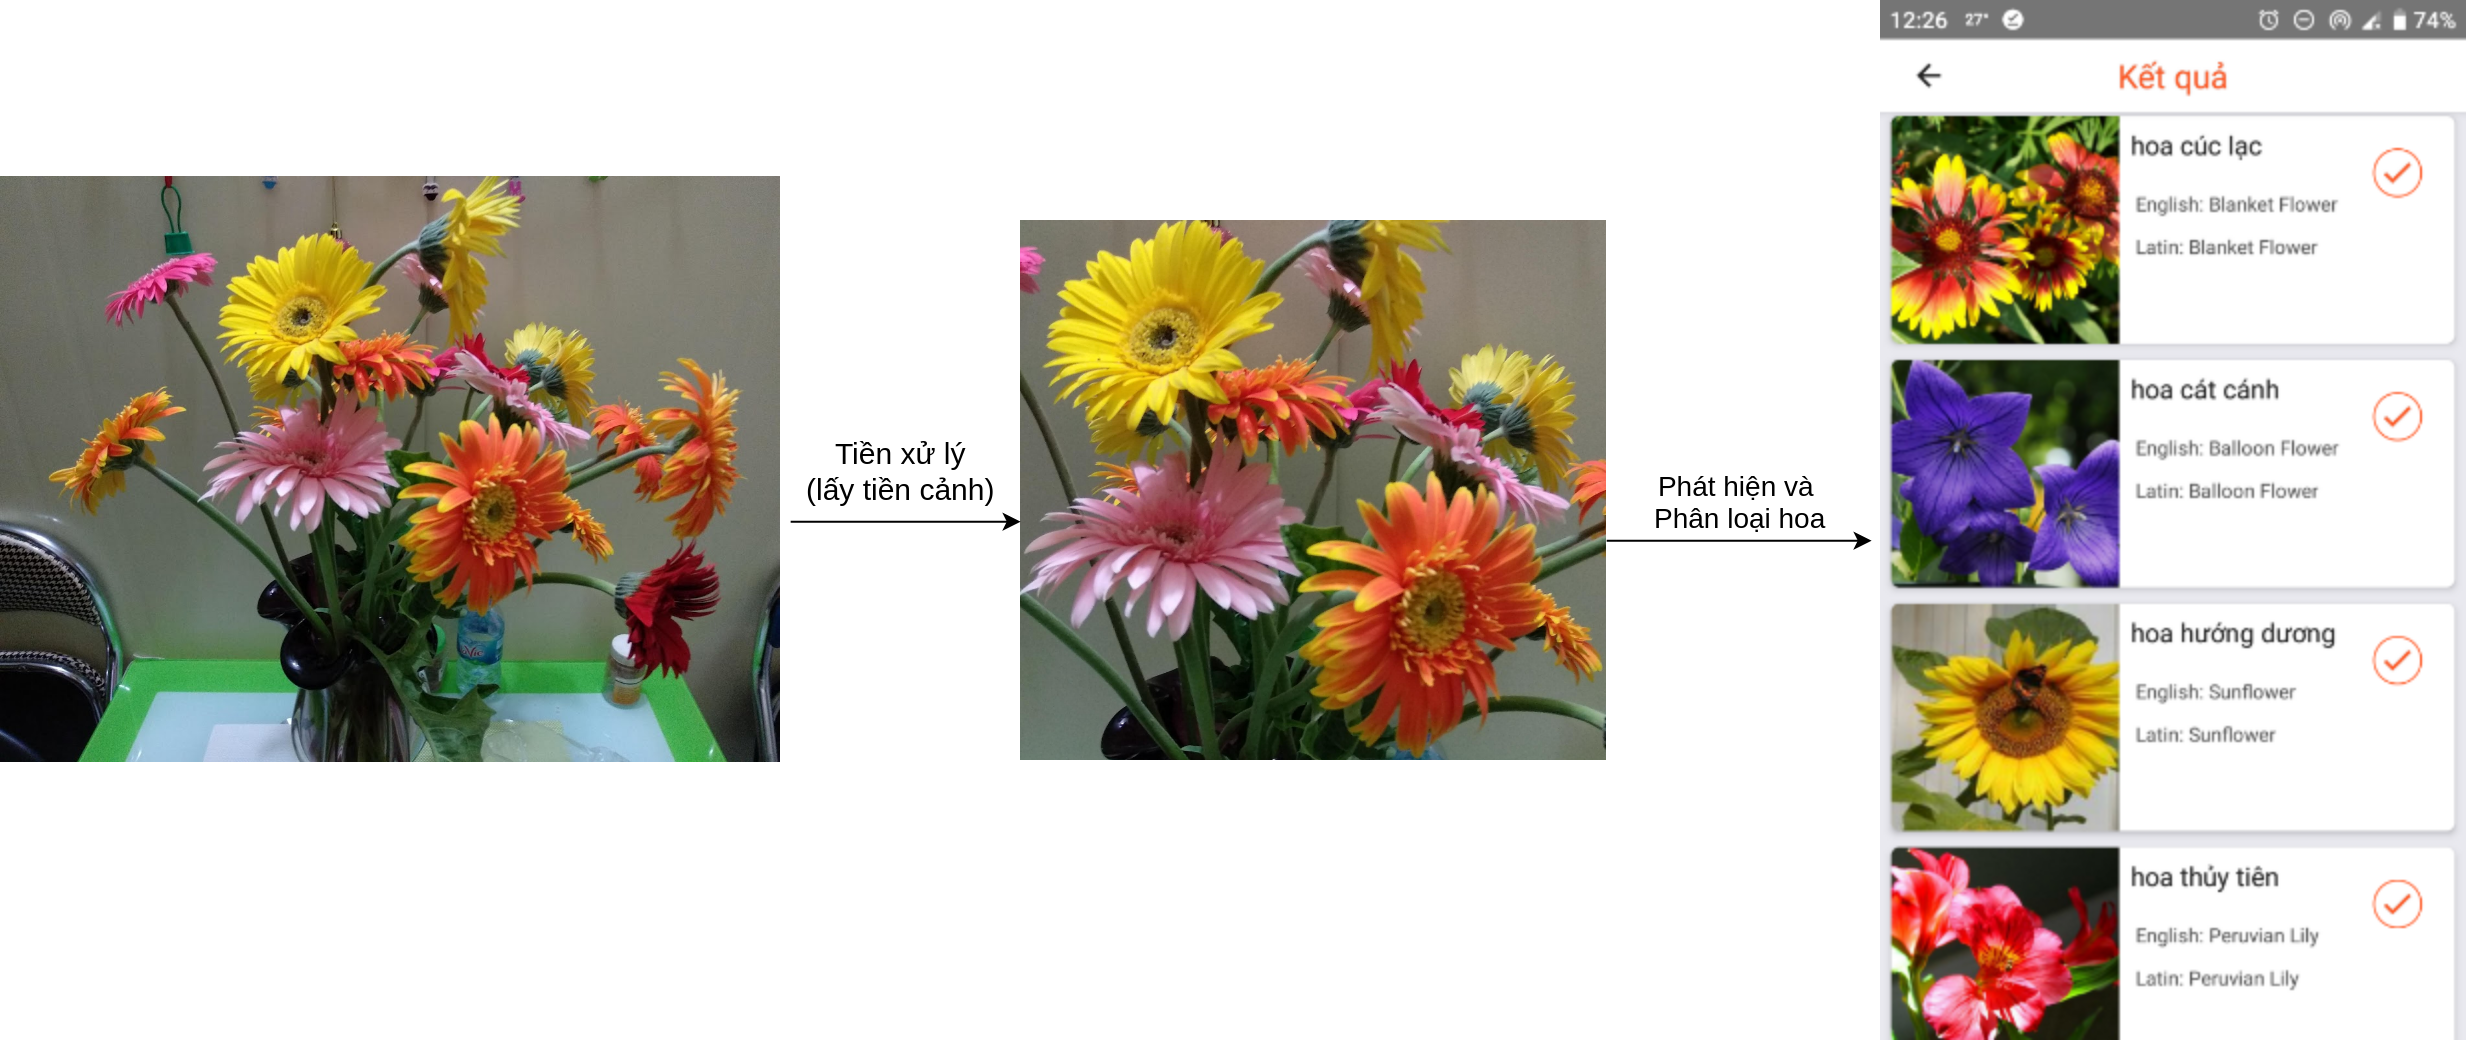 Tiền xử lý
(lấy tiền cảnh)
Phát hiện và
Phân loại hoa
12:26 27° 74%
Kết quả
hoa cúc lạc
English: Blanket Flower
Latin: Blanket Flower
hoa cát cánh
English: Balloon Flower
Latin: Balloon Flower
hoa hướng dương
English: Sunflower
Latin: Sunflower
hoa thủy tiên
English: Peruvian Lily
Latin: Peruvian Lily